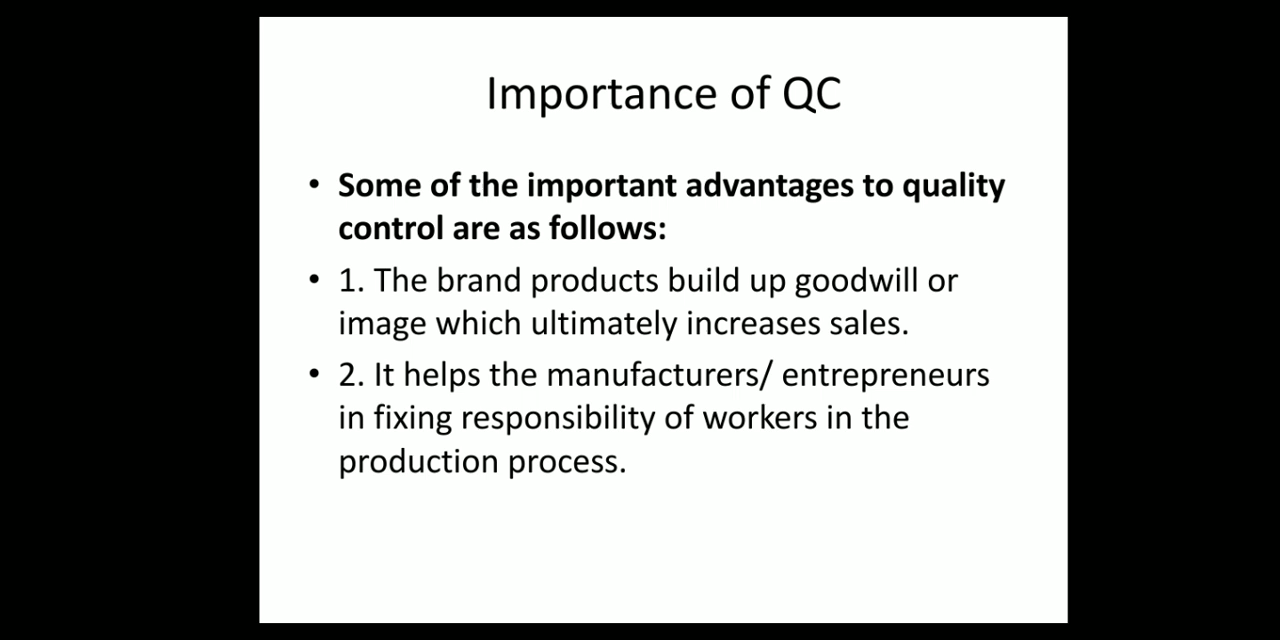 Importance of QC
• Some of the important advantages to quality
control are as follows:
• 1. The brand products build up goodwill or
image which ultimately increases sales.
• 2. It helps the manufacturers/ entrepreneurs
in fixing responsibility of workers in the
production process.